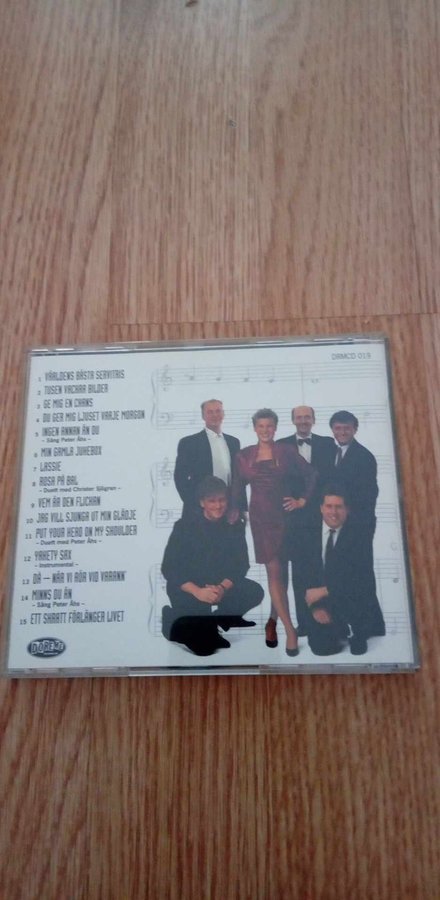 DRMCD 019
1 VÄRLDENS BÄSTA SERVITRIS
2 TUSEN VACKRA BILDER
3 GE MIG EN CHANS
4 DU GER MIG LJUSET VARJE MORGON
5 INGEN ANNAN ÄN DU
– Sång Peter Åhs –
6 MIN GAMLA JUKEBOX
7 LASSIE
8 ROSA PÅ BAL
– Duett med Christer Sjögren –
9 VEM ÄR DEN FLICKAN
10 JAG VILL SJUNGA UT MIN GLÄDJE
11 PUT YOUR HEAD ON MY SHOULDER
– Duett med Peter Åhs –
12 YAKETY SAX
– Instrumental –
13 DÅ – NÄR VI RÖR VID VARANN
14 MINNS DU ÄN
– Sång Peter Åhs –
15 ETT SKRATT FÖRLÄNGER LIVET
DOREME